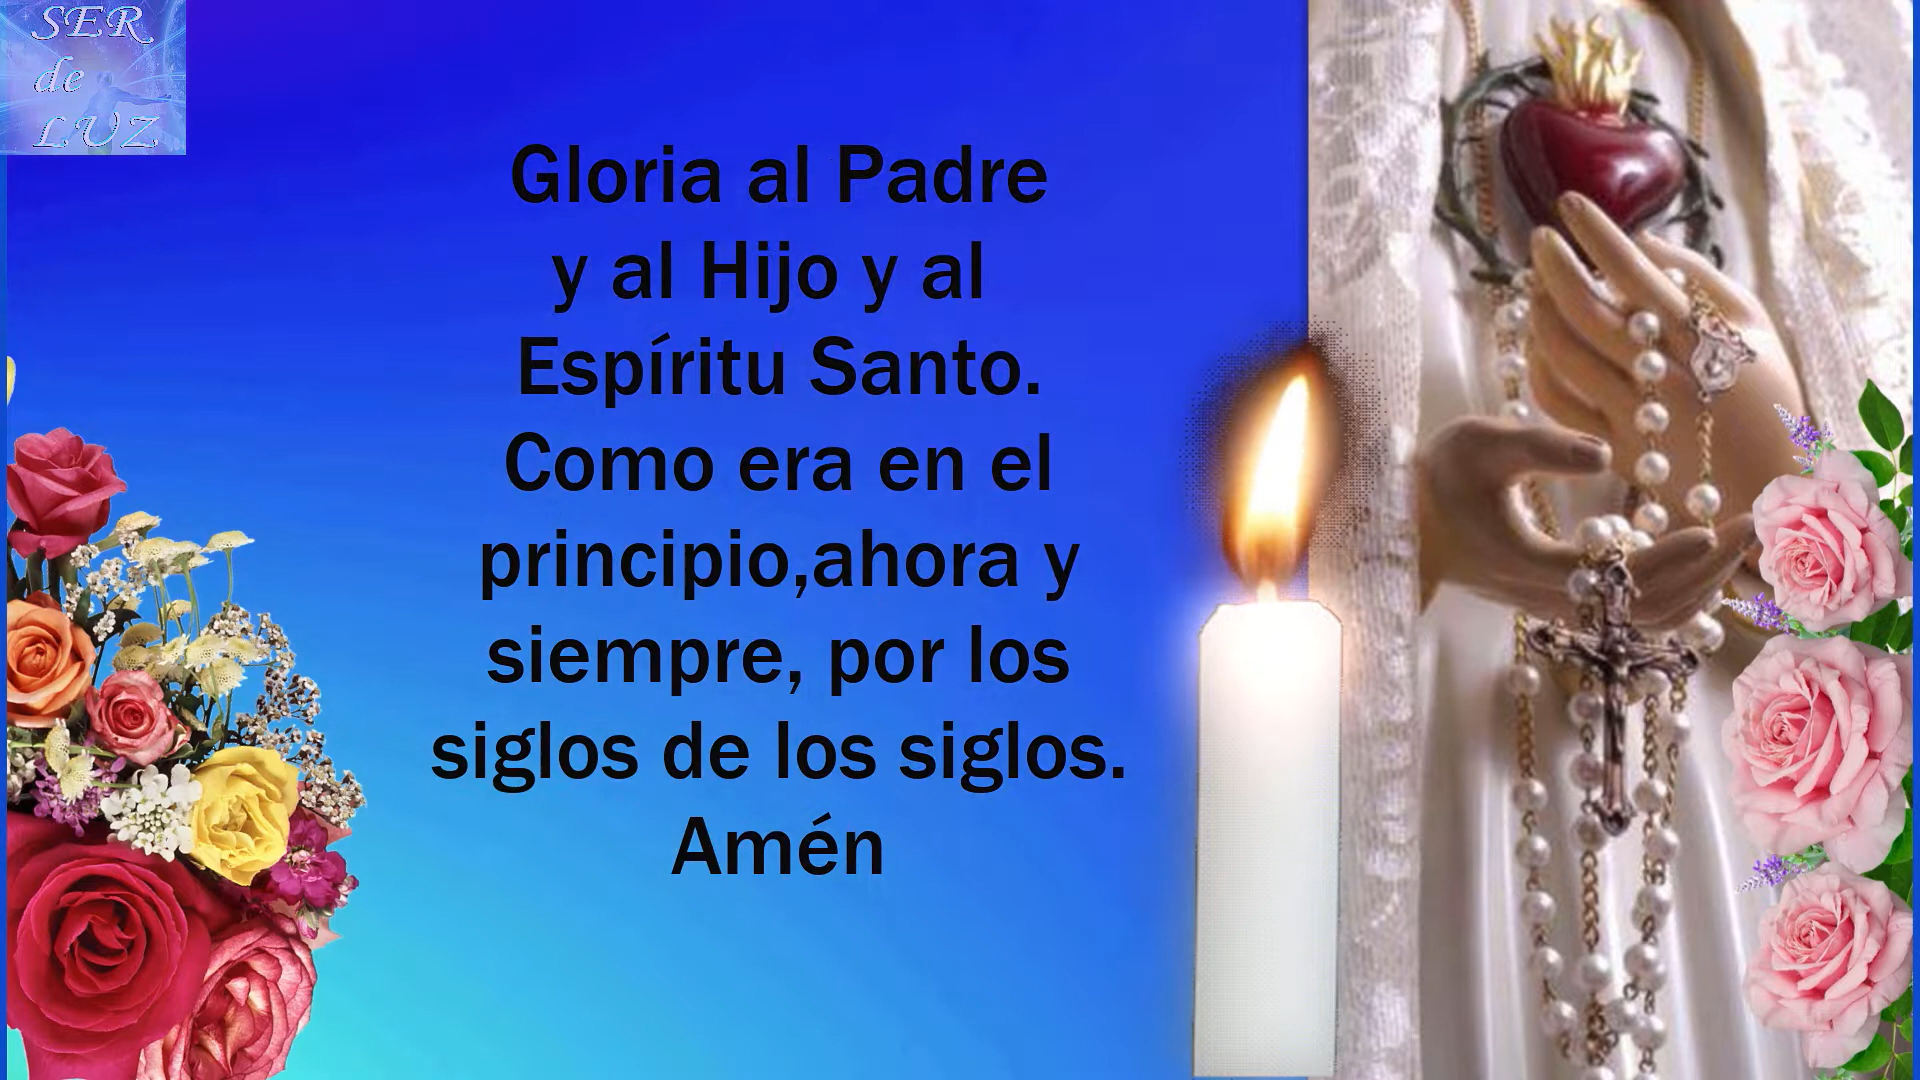 SER
de
LUZ
Gloria al Padre
y al Hijo y al
Espíritu Santo.
Como era en el
principio,ahora y
siempre, por los
siglos de los siglos.
Amén